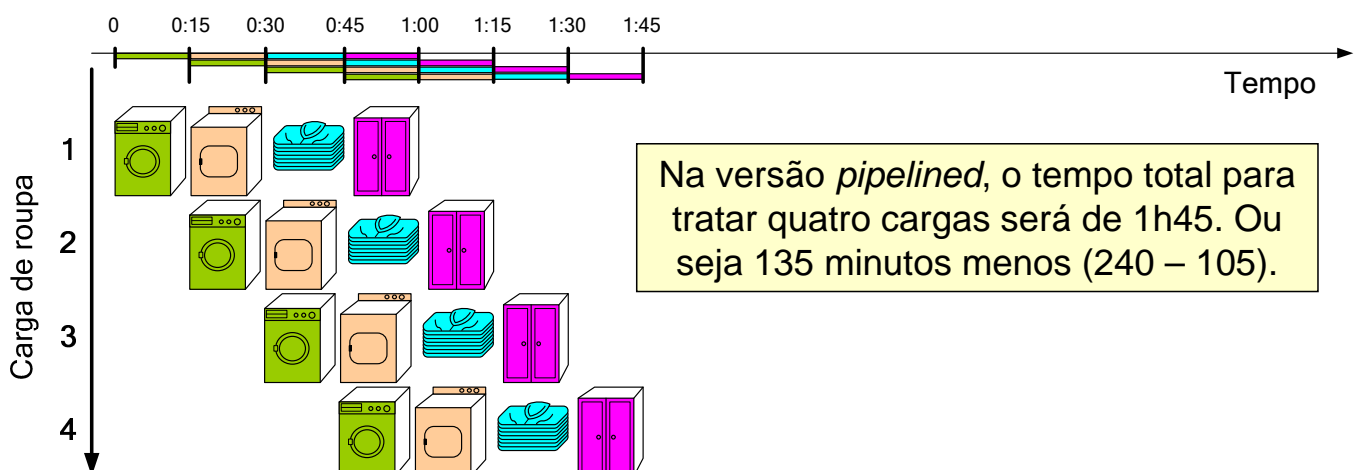 0 0:15 0:30 0:45 1:00 1:15 1:30 1:45
Tempo
Carga de roupa
1
2
3
4
Na versão pipelined, o tempo total para
tratar quatro cargas será de 1h45. Ou
seja 135 minutos menos (240 – 105).